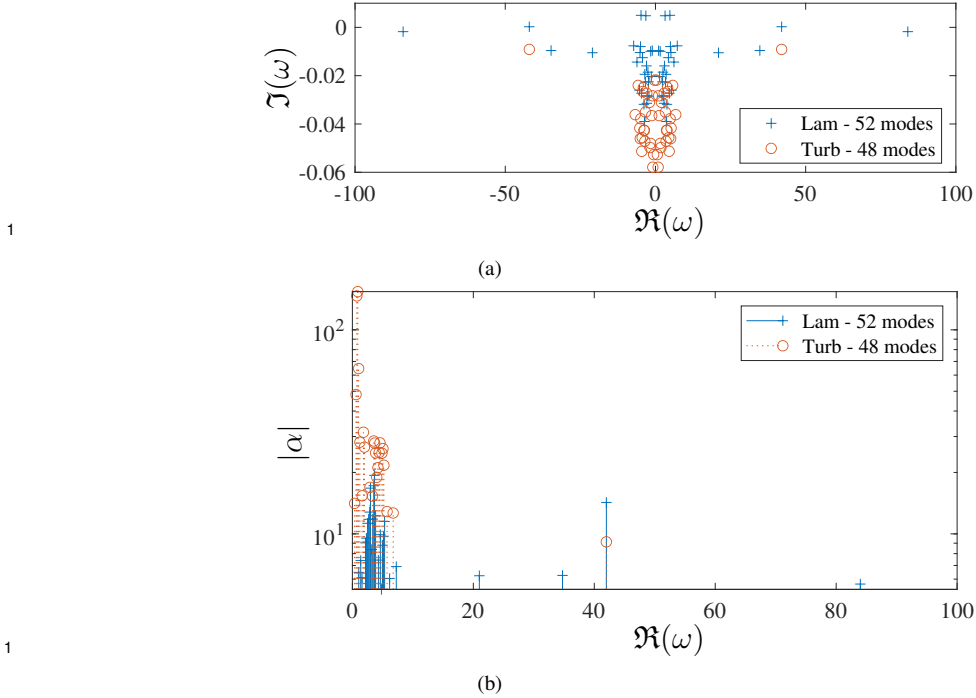 0
-0.02
-0.04
-0.06
ℑ(ω)
Lam - 52 modes
Turb - 48 modes
-100
-50
0
50
100
ℜ(ω)
1
(a)
10²
10¹
|α|
Lam - 52 modes
Turb - 48 modes
0
20
40
60
80
100
ℜ(ω)
1
(b)